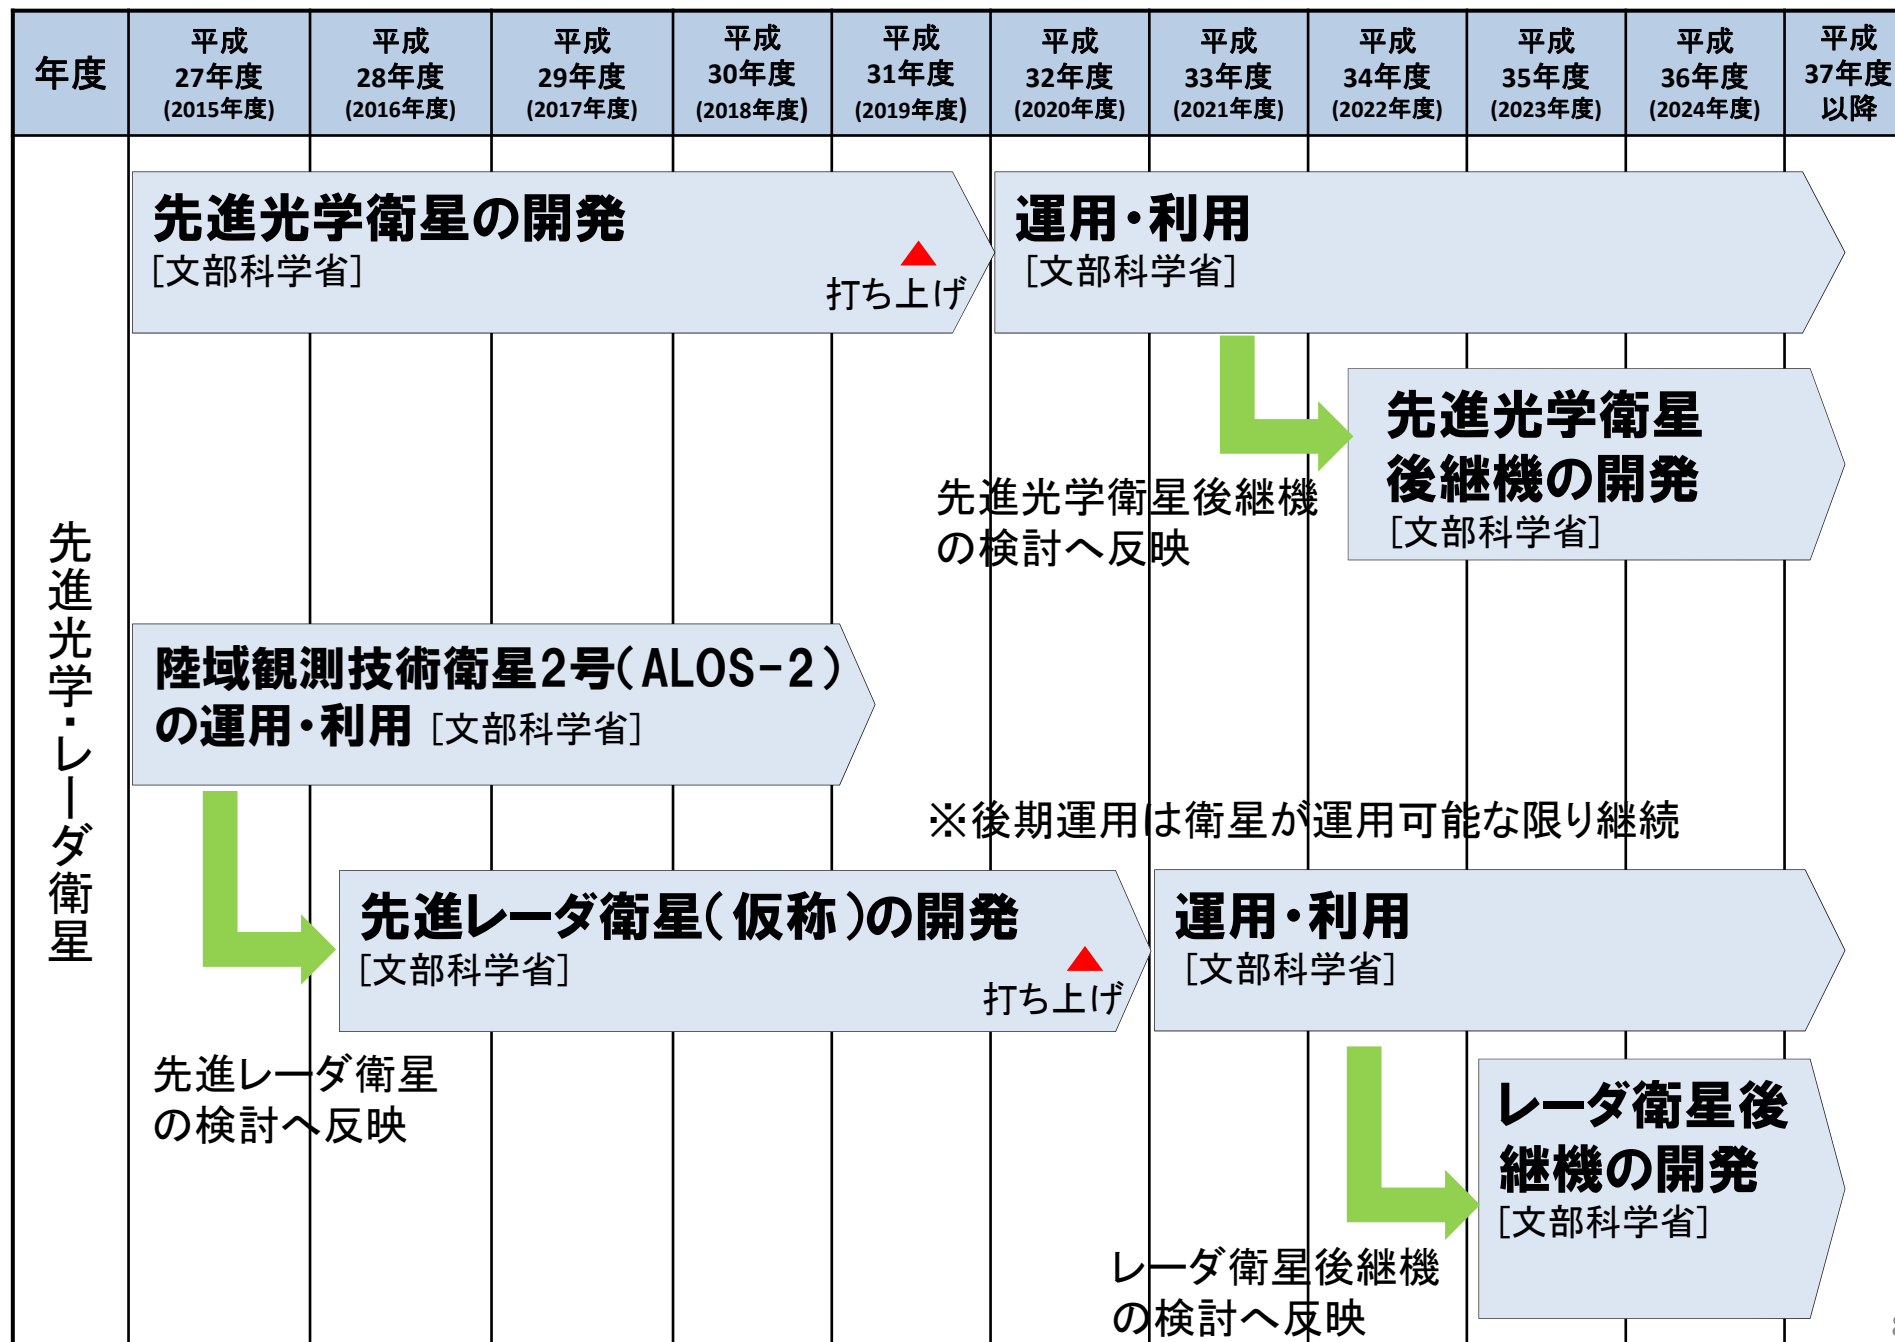 年度
平成
27年度
(2015年度)
平成
28年度
(2016年度)
平成
29年度
(2017年度)
平成
30年度
(2018年度)
平成
31年度
(2019年度)
平成
32年度
(2020年度)
平成
33年度
(2021年度)
平成
34年度
(2022年度)
平成
35年度
(2023年度)
平成
36年度
(2024年度)
平成
37年度
以降
先進光学・レーダ衛星
先進光学衛星の開発
[文部科学省]
打ち上げ
運用・利用
[文部科学省]
先進光学衛星後継機
の検討へ反映
先進光学衛星
後継機の開発
[文部科学省]
陸域観測技術衛星2号(ALOS-2)
の運用・利用 [文部科学省]
※後期運用は衛星が運用可能な限り継続
先進レーダ衛星(仮称)の開発
[文部科学省]
打ち上げ
運用・利用
[文部科学省]
先進レーダ衛星
の検討へ反映
レーダ衛星後
継機の開発
[文部科学省]
レーダ衛星後継機
の検討へ反映